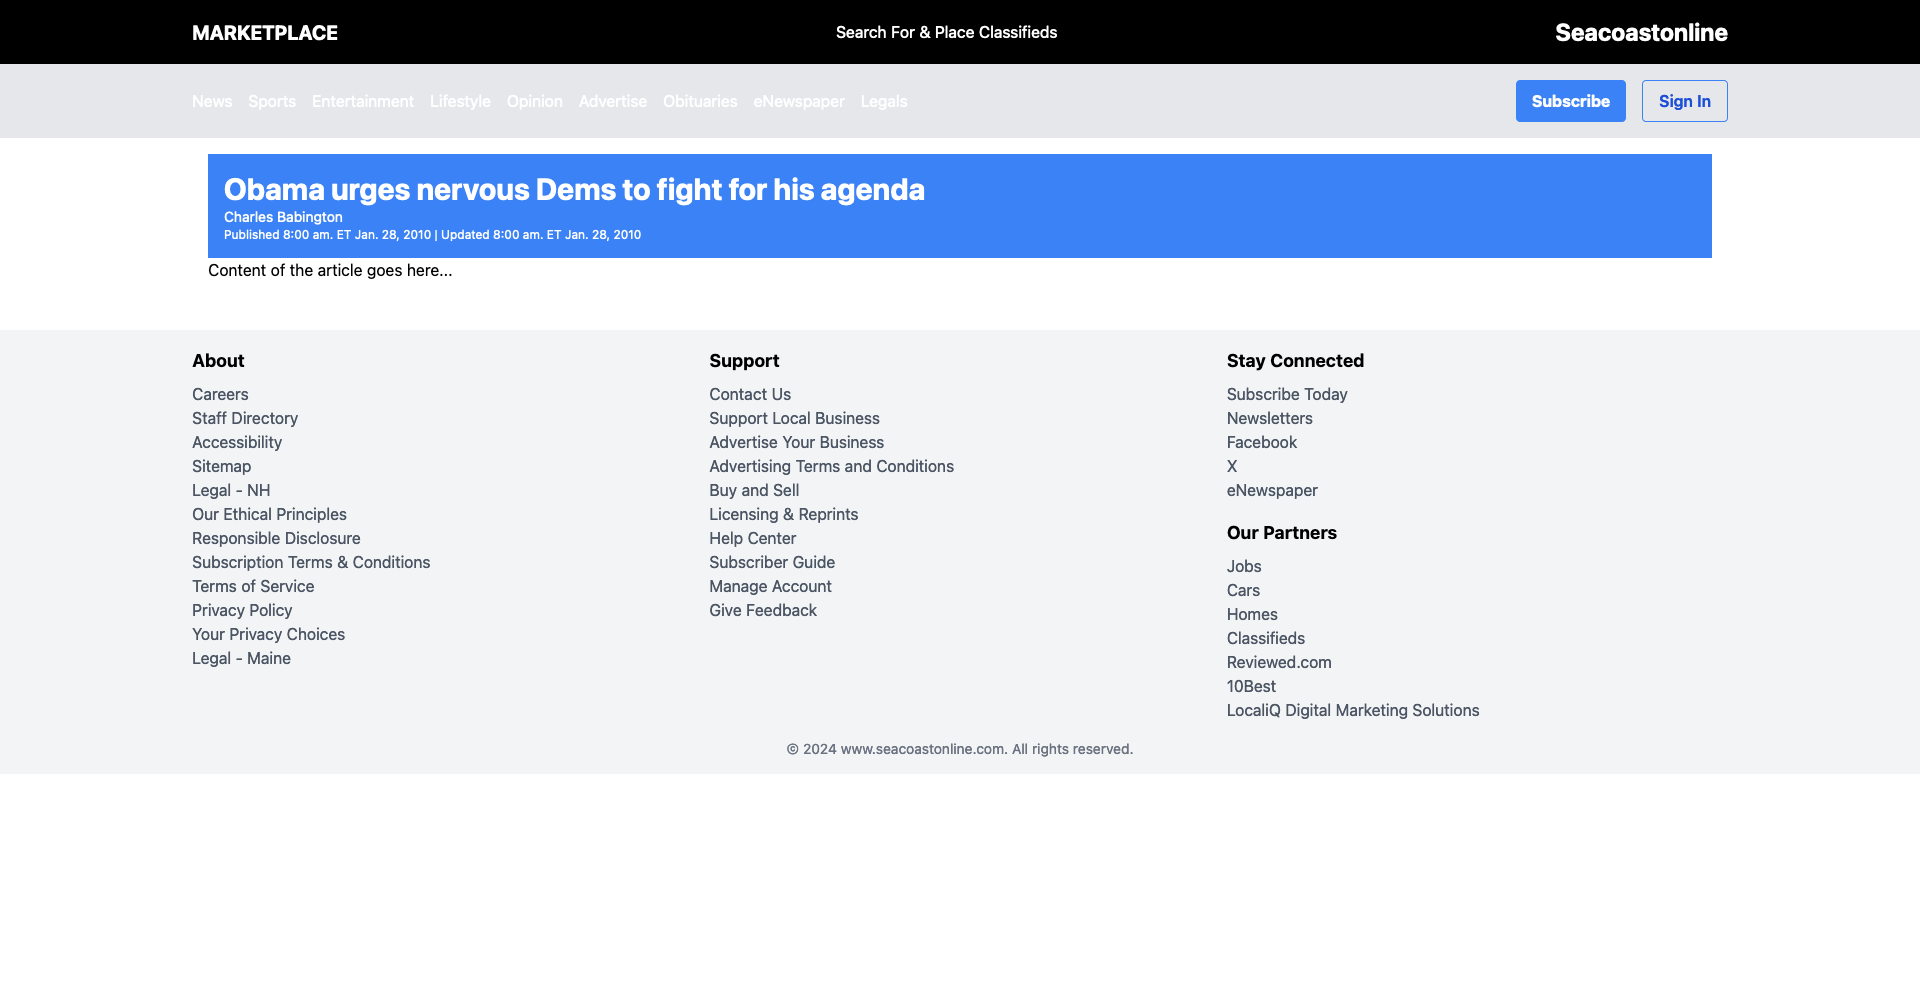 MARKETPLACE
Search For & Place Classifieds
Seacoastonline
News Sports Entertainment Lifestyle Opinion Advertise Obituaries eNewspaper Legals
Subscribe
Sign In
Obama urges nervous Dems to fight for his agenda
Charles Babington
Published 8:00 am. ET Jan. 28, 2010 | Updated 8:00 am. ET Jan. 28, 2010
Content of the article goes here...
About
Careers
Staff Directory
Accessibility
Sitemap
Legal - NH
Our Ethical Principles
Responsible Disclosure
Subscription Terms & Conditions
Terms of Service
Privacy Policy
Your Privacy Choices
Legal - Maine
Support
Contact Us
Support Local Business
Advertise Your Business
Advertising Terms and Conditions
Buy and Sell
Licensing & Reprints
Help Center
Subscriber Guide
Manage Account
Give Feedback
Stay Connected
Subscribe Today
Newsletters
Facebook
X
eNewspaper
Our Partners
Jobs
Cars
Homes
Classifieds
Reviewed.com
10Best
LocaliQ Digital Marketing Solutions
© 2024 www.seacoastonline.com. All rights reserved.